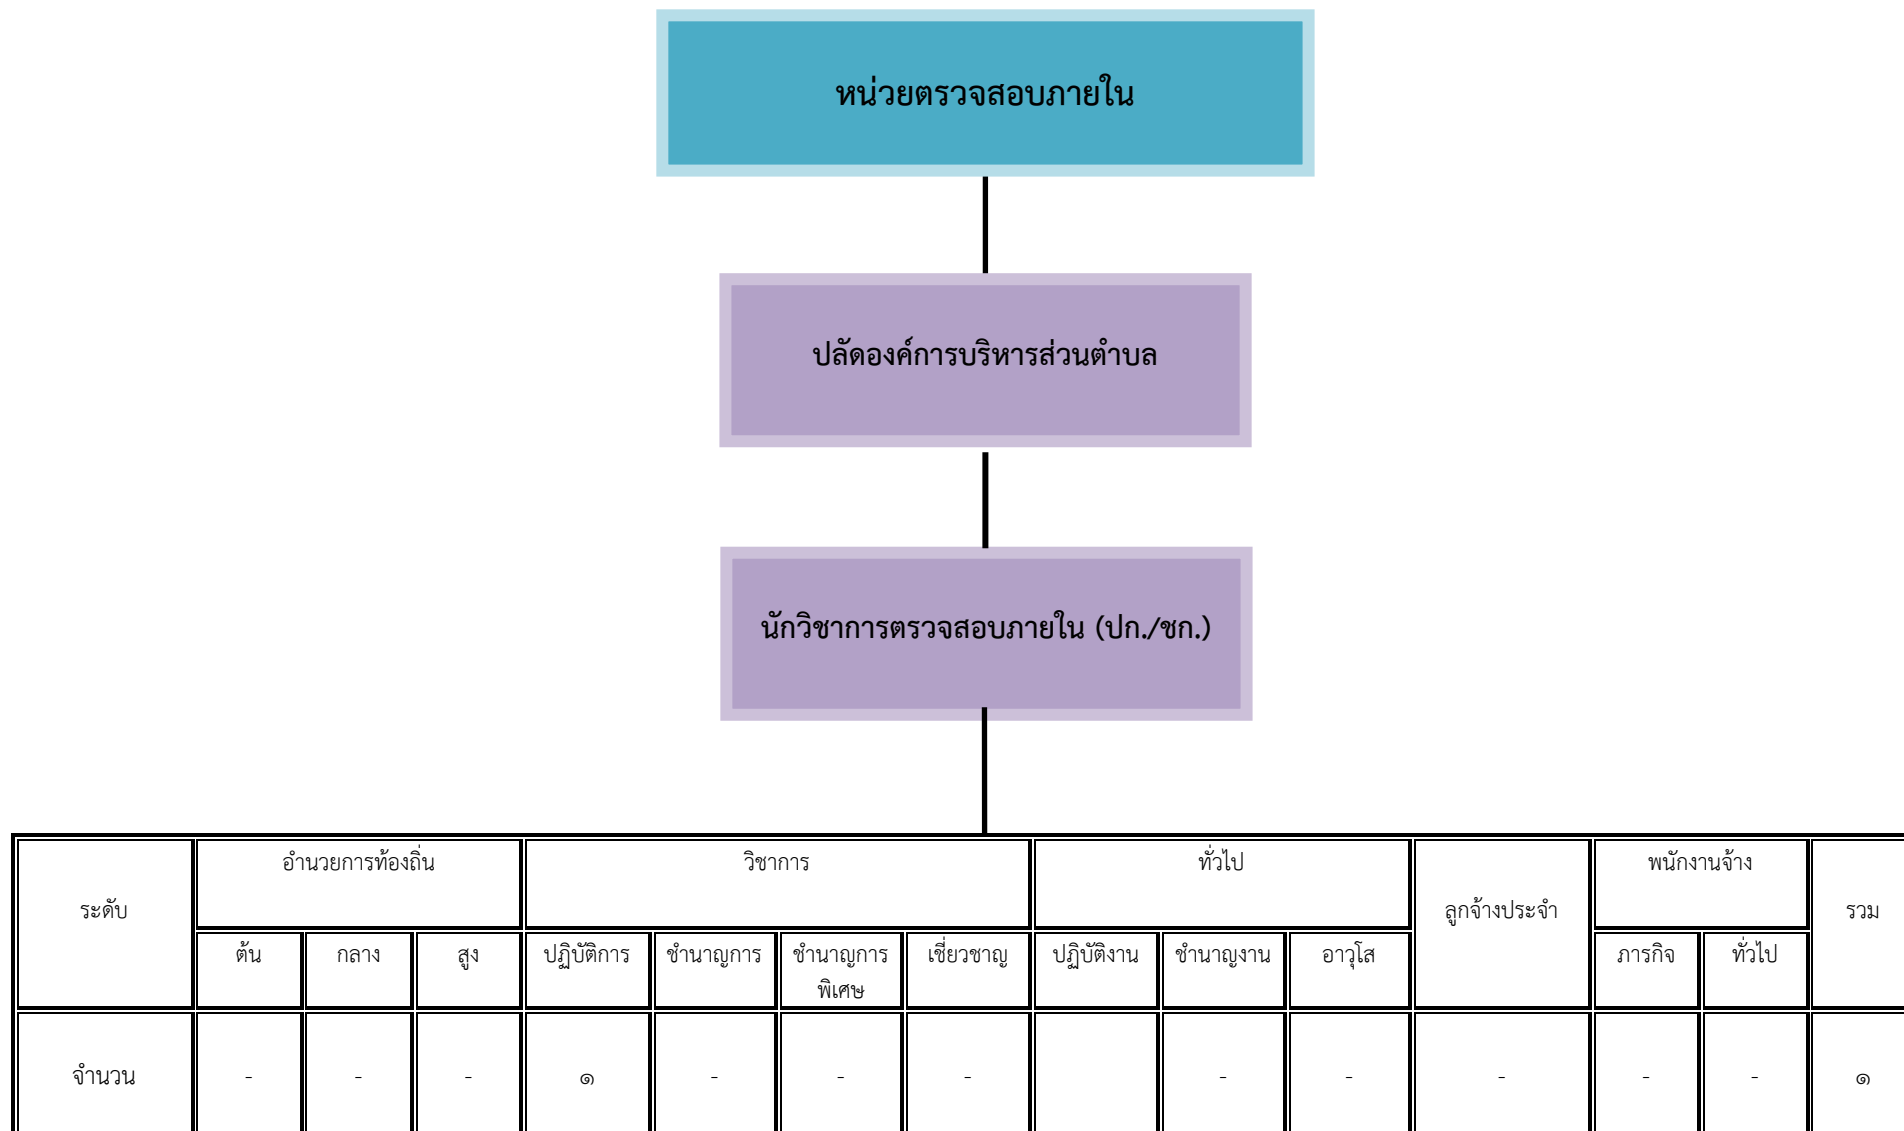 หน่วยตรวจสอบภายใน
ปลัดองค์การบริหารส่วนตำบล
นักวิชาการตรวจสอบภายใน (ปก./ชก.)
ระดับ อำนวยการท้องถิ่น วิชาการ ทั่วไป ลูกจ้างประจำ พนักงานจ้าง รวม
ต้น กลาง สูง ปฏิบัติการ ชำนาญการ ชำนาญการ เชี่ยวชาญ ปฏิบัติงาน ชำนาญงาน อาวุโส ภารกิจ ทั่วไป
พิเศษ
จำนวน - - - ๑ - - - - - - - - ๑